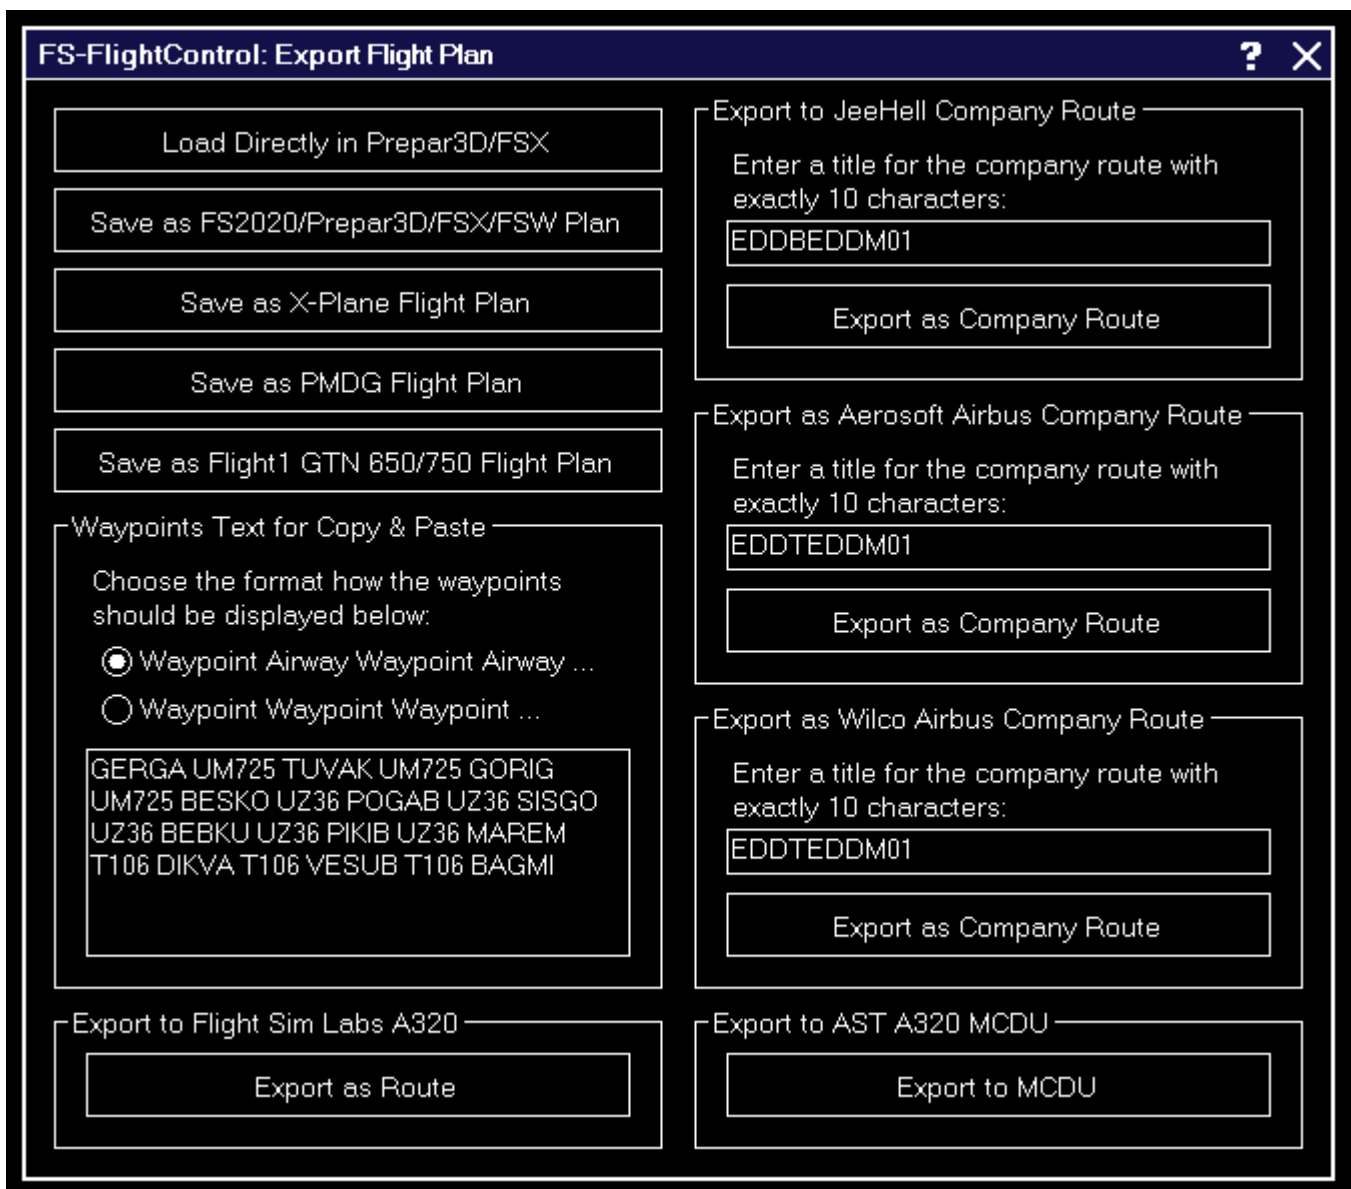 FS-FlightControl: Export Flight Plan
? X
Load Directly in Prepar3D/FSX
Save as FS2020/Prepar3D/FSX/FSW Plan
Save as X-Plane Flight Plan
Save as PMDG Flight Plan
Save as Flight1 GTN 650/750 Flight Plan
Waypoints Text for Copy & Paste
Choose the format how the waypoints
should be displayed below:
Waypoint Airway Waypoint Airway ...
Waypoint Waypoint Waypoint ...
GERGA UM725 TUVAK UM725 GORIG
UM725 BESKO UZ36 POGAB UZ36 SISGO
UZ36 BEBKU UZ36 PIKIB UZ36 MAREM
T106 DIKVA T106 VESUB T106 BAGMI
Export to Flight Sim Labs A320
Export as Route
Export to JeeHell Company Route
Enter a title for the company route with
exactly 10 characters:
EDDBEDDM01
Export as Company Route
Export as Aerosoft Airbus Company Route
Enter a title for the company route with
exactly 10 characters:
EDDTEDDM01
Export as Company Route
Export as Wilco Airbus Company Route
Enter a title for the company route with
exactly 10 characters:
EDDTEDDM01
Export as Company Route
Export to AST A320 MCDU
Export to MCDU